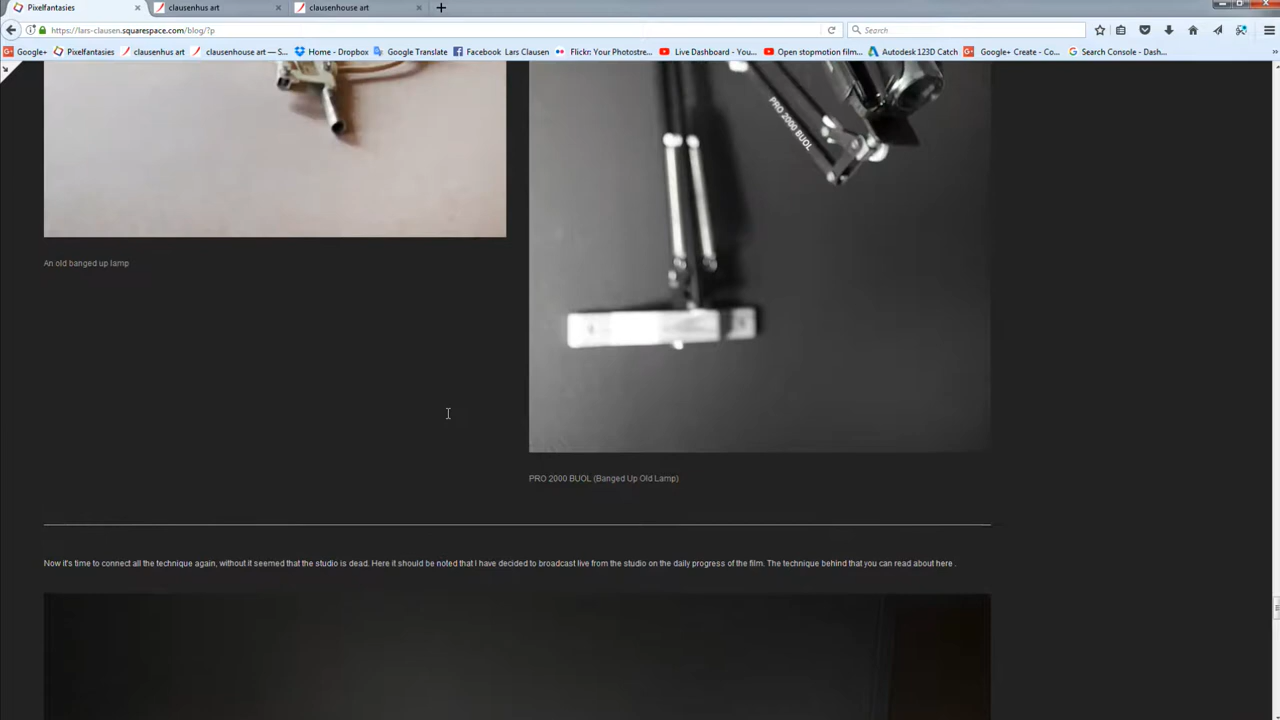 Pixelfantasies
clausenhus art
clausenhouse art
https://lars-clausen.squarespace.com/blog/?p
Search
Google+ Pixelfantasies clausenhus art clausenhouse art — S... Home - Dropbox Google Translate Facebook Lars Clausen Flickr: Your Photostre... Live Dashboard - You... Open stopmotion film... Autodesk 123D Catch Google+ Create - Co... Search Console - Dash...
PRO 2000 BUOL
An old banged up lamp
PRO 2000 BUOL (Banged Up Old Lamp)
Now it's time to connect all the technique again, without it seemed that the studio is dead. Here it should be noted that I have decided to broadcast live from the studio on the daily progress of the film. The technique behind that you can read about here .